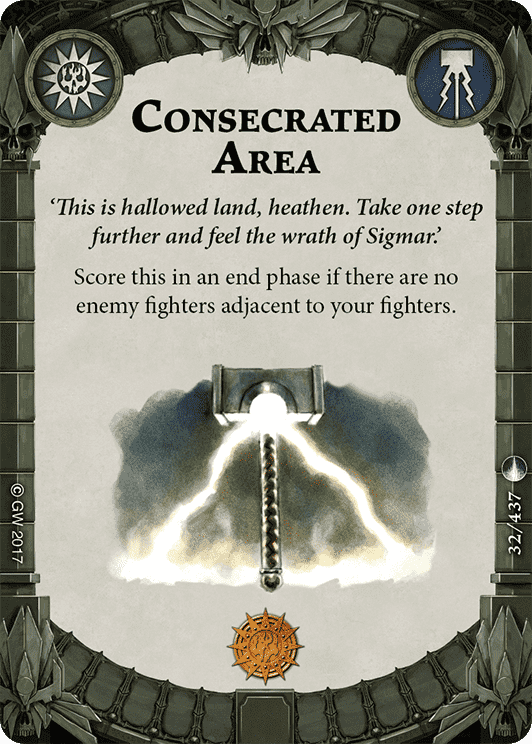 Consecrated
Area
‘This is hallowed land, heathen. Take one step
further and feel the wrath of Sigmar.’
Score this in an end phase if there are no
enemy fighters adjacent to your fighters.
© GW 2017
32/437